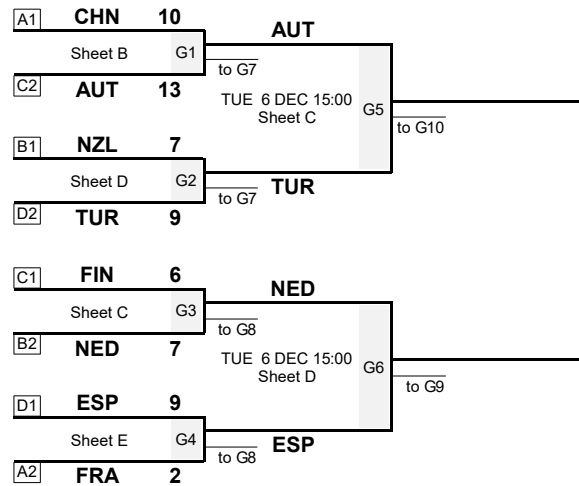 A1 CHN 10
Sheet B G1
to G7
C2 AUT 13
AUT
TUE 6 DEC 15:00
Sheet C
G5
to G10
B1 NZL 7
Sheet D G2
to G7
D2 TUR 9
TUR
C1 FIN 6
Sheet C G3
to G8
B2 NED 7
NED
TUE 6 DEC 15:00
Sheet D
G6
to G9
D1 ESP 9
Sheet E G4
to G8
A2 FRA 2
ESP